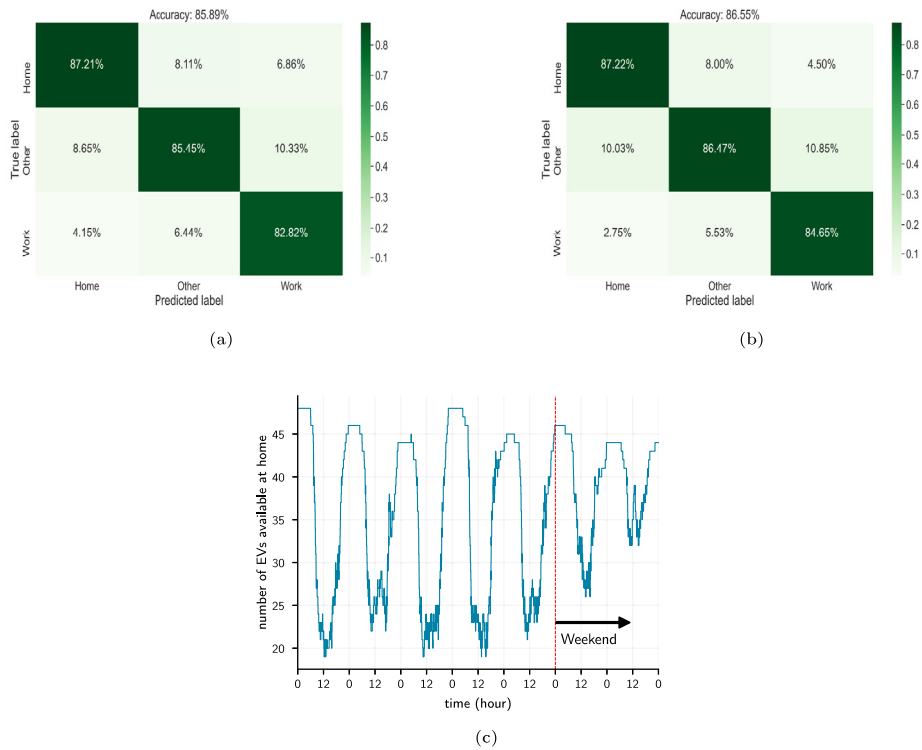 Accuracy: 85.89%
True label
Home
87.21%
8.11%
6.86%
Other
8.65%
85.45%
10.33%
Work
4.15%
6.44%
82.82%
Home
Other
Work
Predicted label
0.8
0.7
0.6
0.5
0.4
0.3
0.2
0.1
(a)
Accuracy: 86.55%
True label
Home
87.22%
8.00%
4.50%
Other
10.03%
86.47%
10.85%
Work
2.75%
5.53%
84.65%
Home
Other
Work
Predicted label
0.8
0.7
0.6
0.5
0.4
0.3
0.2
0.1
(b)
number of EVs available at home
45
40
35
30
25
20
Weekend
0 12 0 12 0 12 0 12 0 12 0 12 0 12 0
time (hour)
(c)